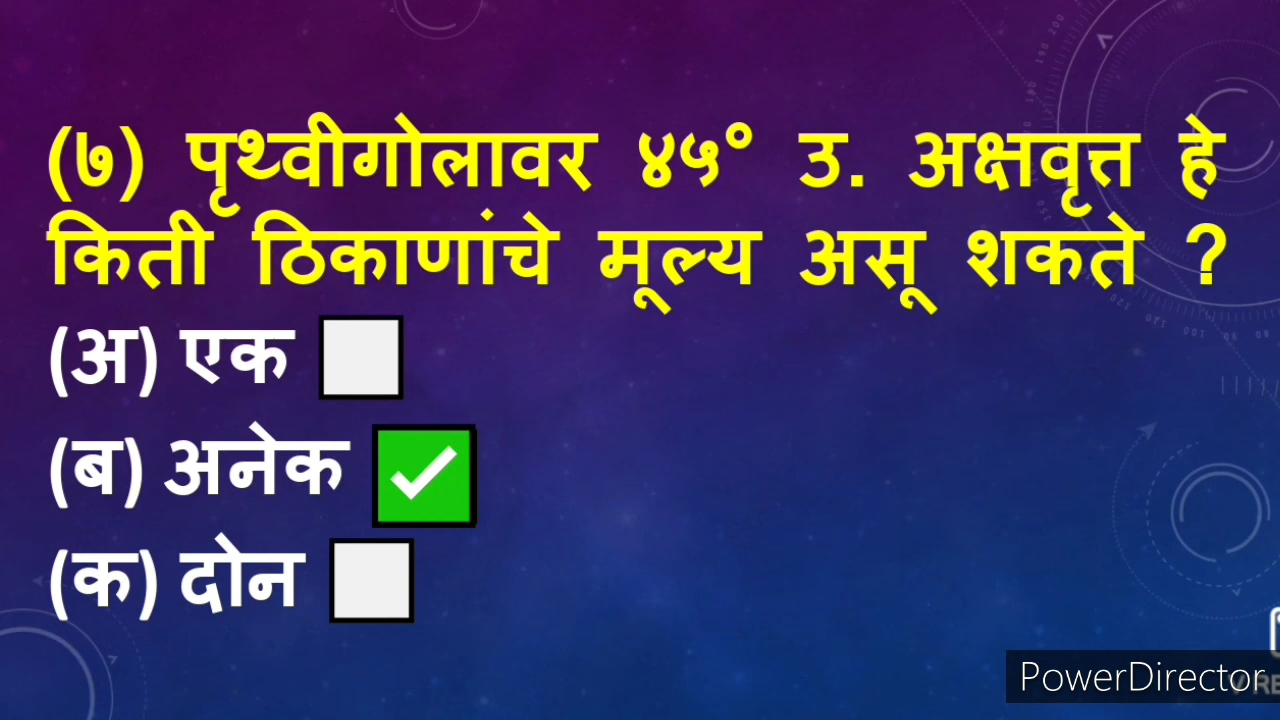 (७) पृथ्वीगोलावर ४५° उ. अक्षवृत्त हे
किती ठिकाणांचे मूल्य असू शकते ?
(अ) एक
(ब) अनेक
(क) दोन
PowerDirector